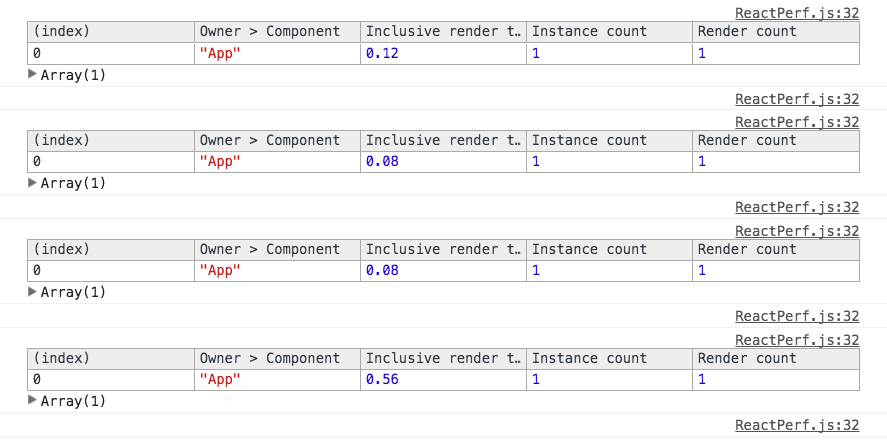 ReactPerf.js:32
(index) Owner > Component Inclusive render t… Instance count Render count
0 "App" 0.12 1 1
▶ Array(1)
ReactPerf.js:32
ReactPerf.js:32
(index) Owner > Component Inclusive render t… Instance count Render count
0 "App" 0.08 1 1
▶ Array(1)
ReactPerf.js:32
ReactPerf.js:32
(index) Owner > Component Inclusive render t… Instance count Render count
0 "App" 0.08 1 1
▶ Array(1)
ReactPerf.js:32
ReactPerf.js:32
(index) Owner > Component Inclusive render t… Instance count Render count
0 "App" 0.56 1 1
▶ Array(1)
ReactPerf.js:32